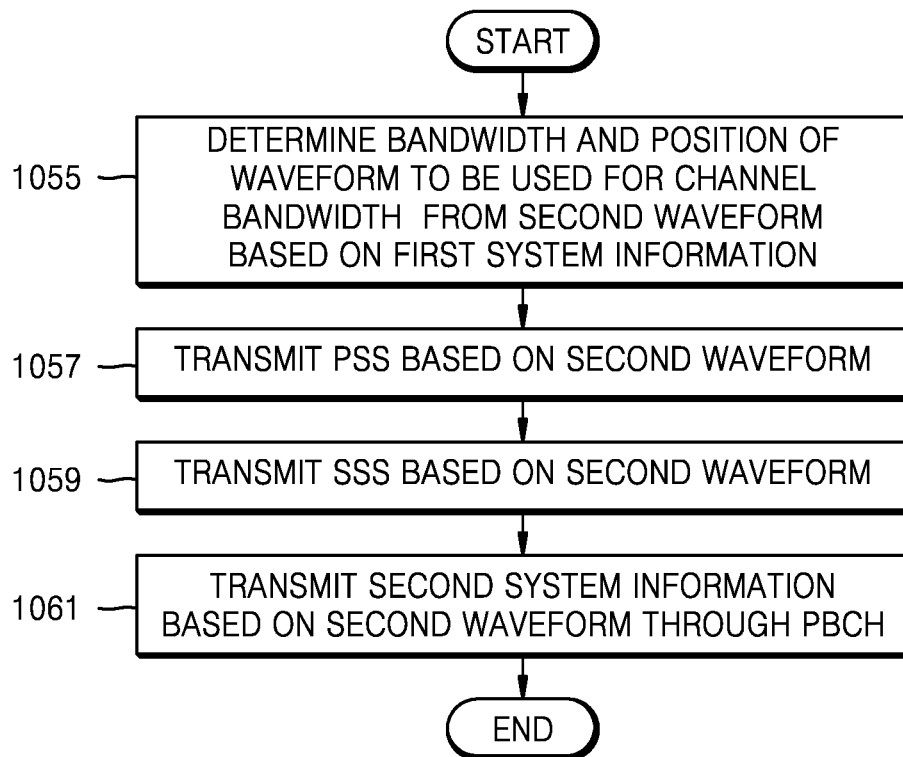 START
1055
DETERMINE BANDWIDTH AND POSITION OF
WAVEFORM TO BE USED FOR CHANNEL
BANDWIDTH FROM SECOND WAVEFORM
BASED ON FIRST SYSTEM INFORMATION
1057
TRANSMIT PSS BASED ON SECOND WAVEFORM
1059
TRANSMIT SSS BASED ON SECOND WAVEFORM
1061
TRANSMIT SECOND SYSTEM INFORMATION
BASED ON SECOND WAVEFORM THROUGH PBCH
END